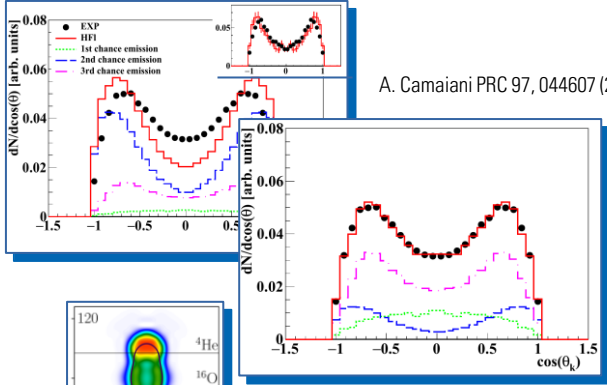 0.08
EXP
HFl
1st chance emission
2nd chance emission
3rd chance emission
dN/dcos(θ) [arb. units]
0.06
0.04
0.02
0
−1.5 −1 −0.5 0 0.5
0.05
0
−1 0 1
A. Camaiani PRC 97, 044607 (2
0.08
dN/dcos(θ) [arb. units]
0.06
0.04
0.02
0
−1.5 −1 −0.5 0 0.5 1 1.5
cos(θk)
120
4He
16O